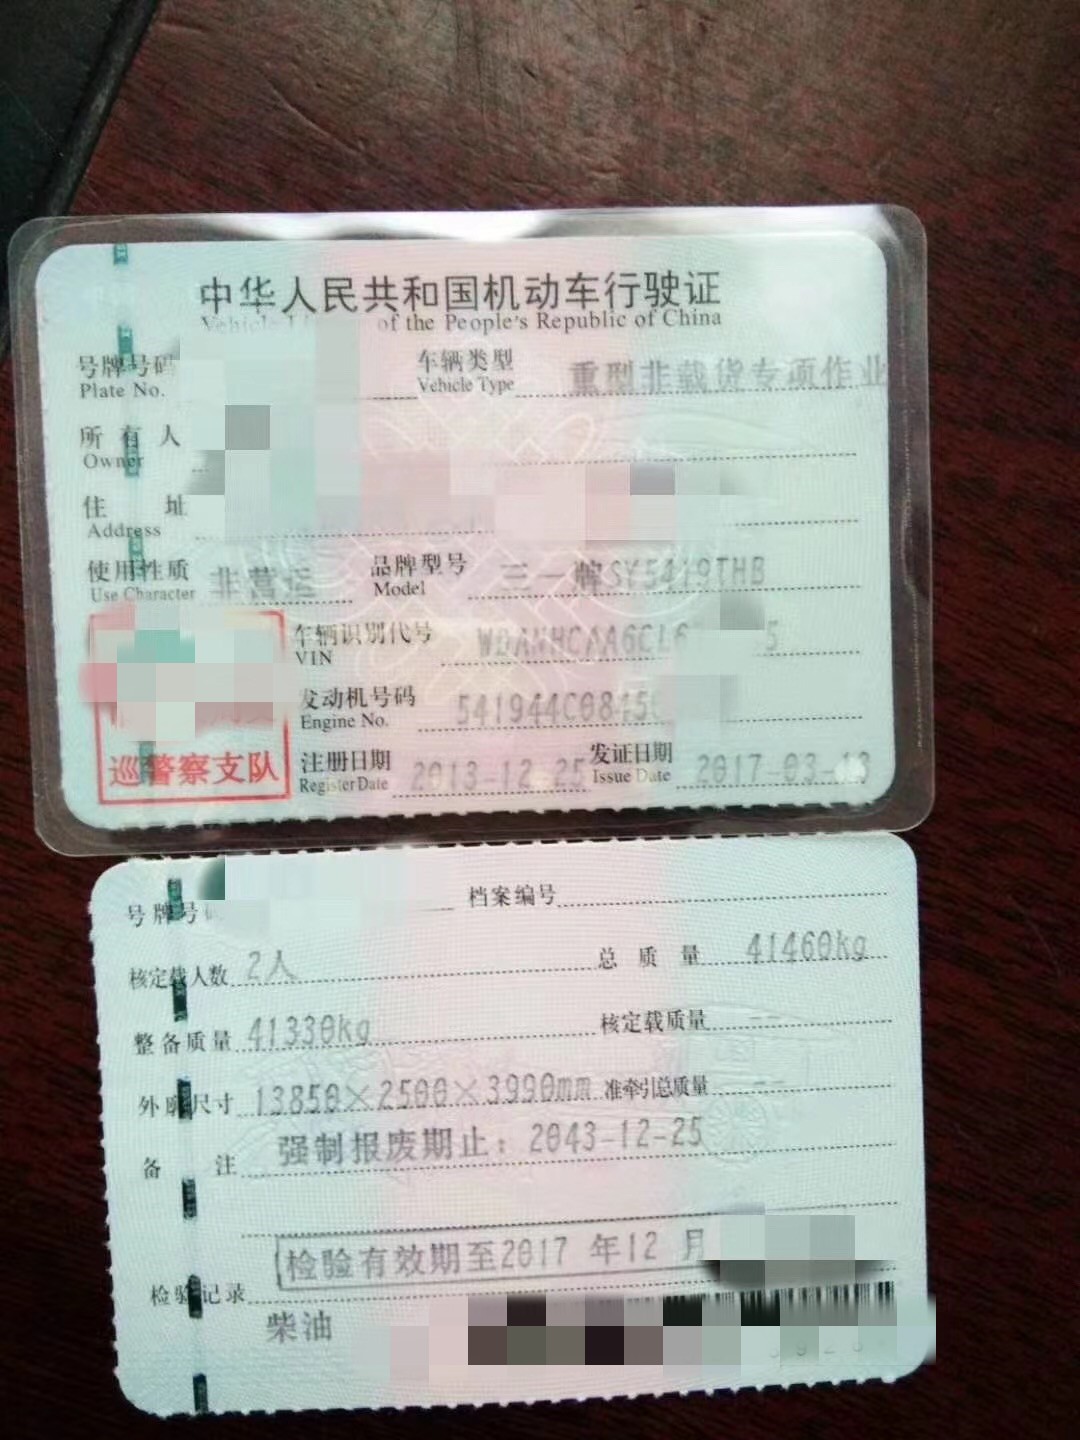 中华人民共和国机动车行驶证
Vehicle of the People's Republic of China
号牌号码 车辆类型 重型非载货专项作业
Plate No. Vehicle Type
所有人
Owner
住址
Address
使用性质 非营运 品牌型号 三一牌SY5419THB
Use Character Model
车辆识别代号 WDANHCAA6CL6 5
VIN
发动机号码 541944C0845
Engine No.
注册日期 2013-12-25 发证日期 2017-03-13
Register Date Issue Date
巡警察支队
号牌号 档案编号
核定载人数 2人 总质量 41460kg
整备质量 41330kg 核定载质量 --
外廓尺寸 13850×2500×3990mm 准牵引总质量 --
备注 强制报废期止：2043-12-25
检验有效期至2017 年12 月
检验记录
柴油